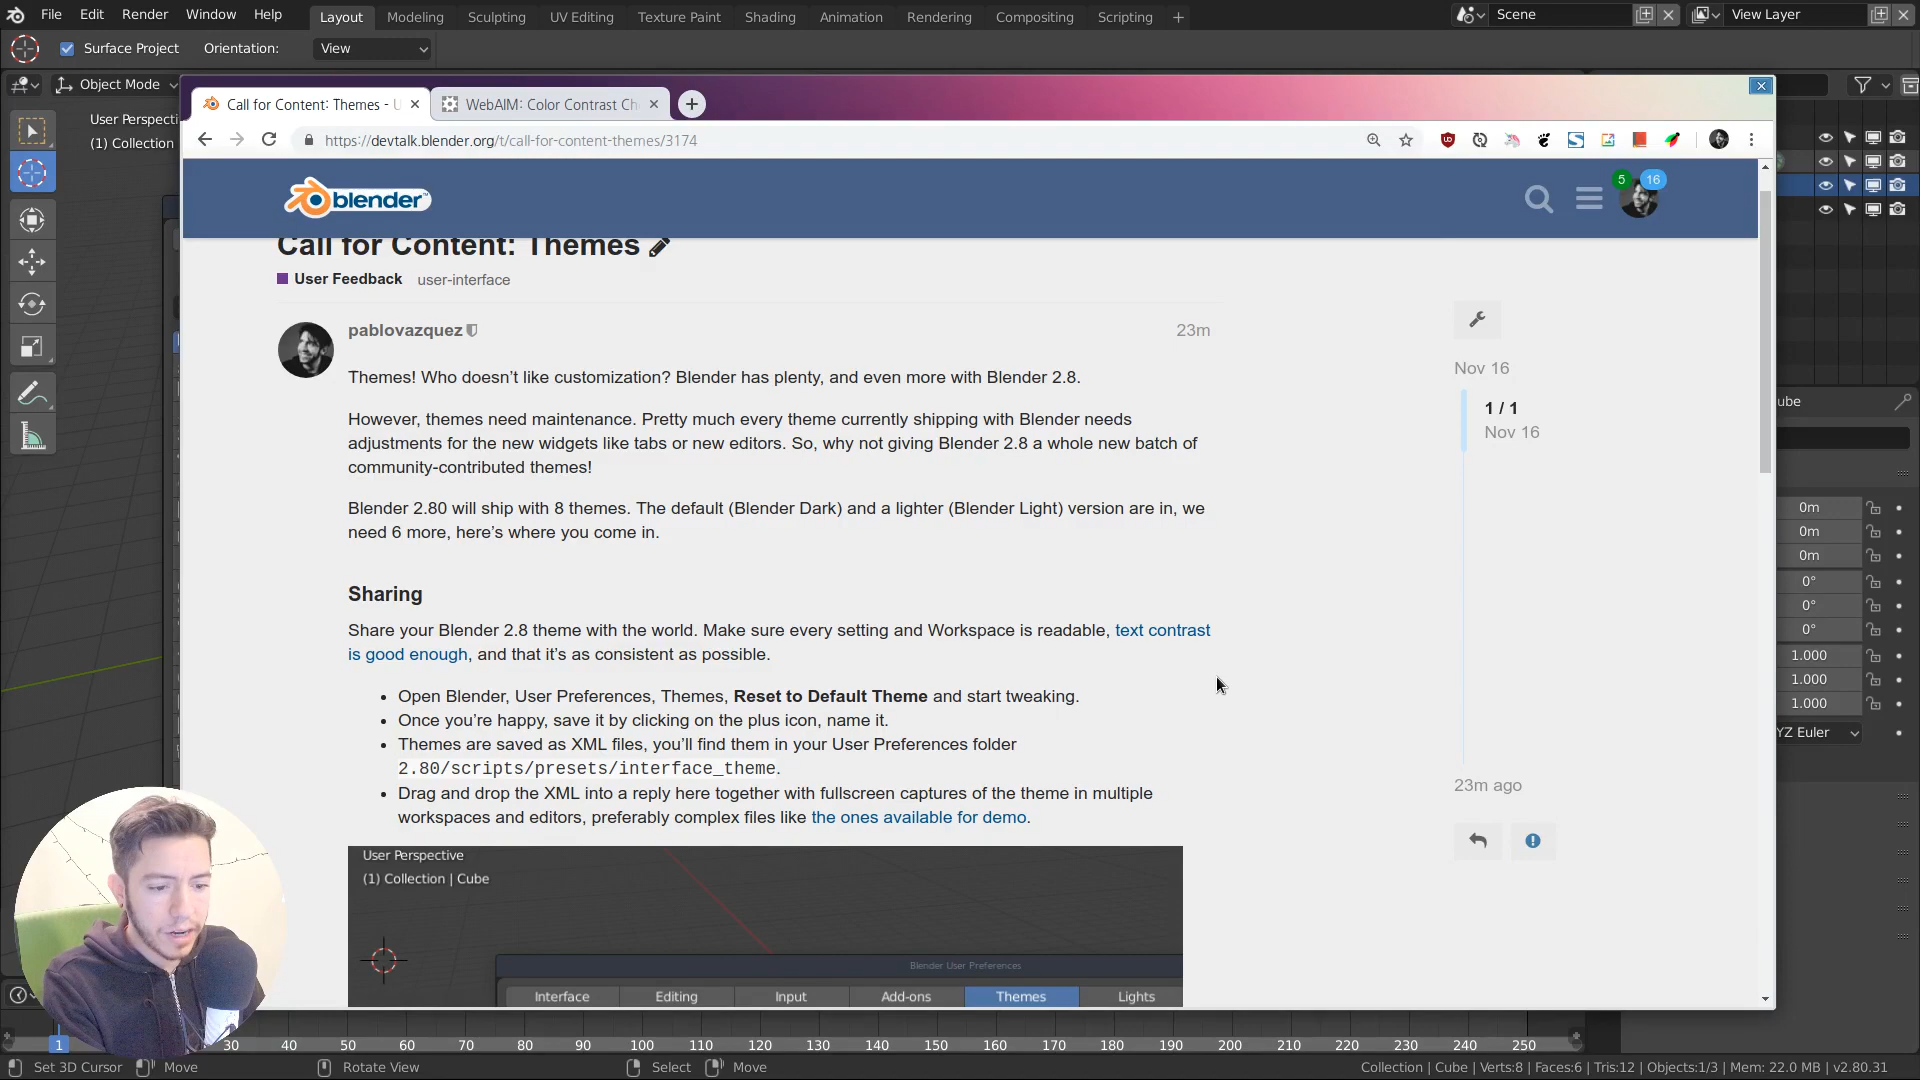 File Edit Render Window Help Layout Modeling Sculpting UV Editing Texture Paint Shading Animation Rendering Compositing Scripting + Scene View Layer
Surface Project Orientation: View
Object Mode
Call for Content: Themes - U
WebAIM: Color Contrast Ch
User Perspecti
(1) Collection
https://devtalk.blender.org/t/call-for-content-themes/3174
blender
5 16
Call for Content: Themes
User Feedback user-interface
pablovazquez 23m
Themes! Who doesn’t like customization? Blender has plenty, and even more with Blender 2.8.
However, themes need maintenance. Pretty much every theme currently shipping with Blender needs
adjustments for the new widgets like tabs or new editors. So, why not giving Blender 2.8 a whole new batch of
community-contributed themes!
Blender 2.80 will ship with 8 themes. The default (Blender Dark) and a lighter (Blender Light) version are in, we
need 6 more, here’s where you come in.
Sharing
Share your Blender 2.8 theme with the world. Make sure every setting and Workspace is readable, text contrast
is good enough, and that it’s as consistent as possible.
• Open Blender, User Preferences, Themes, Reset to Default Theme and start tweaking.
• Once you’re happy, save it by clicking on the plus icon, name it.
• Themes are saved as XML files, you’ll find them in your User Preferences folder
2.80/scripts/presets/interface_theme.
• Drag and drop the XML into a reply here together with fullscreen captures of the theme in multiple
workspaces and editors, preferably complex files like the ones available for demo.
User Perspective
(1) Collection | Cube
Blender User Preferences
Interface Editing Input Add-ons Themes Lights
Nov 16
1 / 1
Nov 16
23m ago
ube
0m
0m
0m
0°
0°
0°
1.000
1.000
1.000
YZ Euler
1 30 40 50 60 70 80 90 100 110 120 130 140 150 160 170 180 190 200 210 220 230 240 250
Set 3D Cursor Move Rotate View Select Move Collection | Cube | Verts:8 | Faces:6 | Tris:12 | Objects:1/3 | Mem: 22.0 MB | v2.80.31